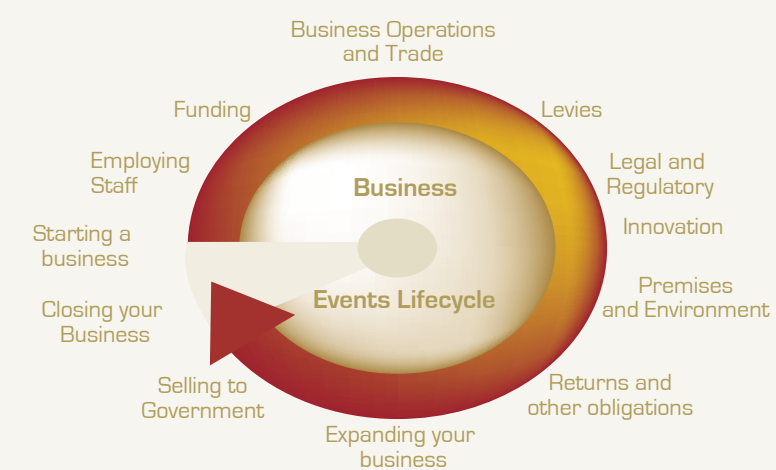 Business Operations
and Trade
Funding
Levies
Employing
Staff
Legal and
Regulatory
Business
Starting a
business
Innovation
Premises
and Environment
Events Lifecycle
Closing your
Business
Selling to
Government
Returns and
other obligations
Expanding your
business